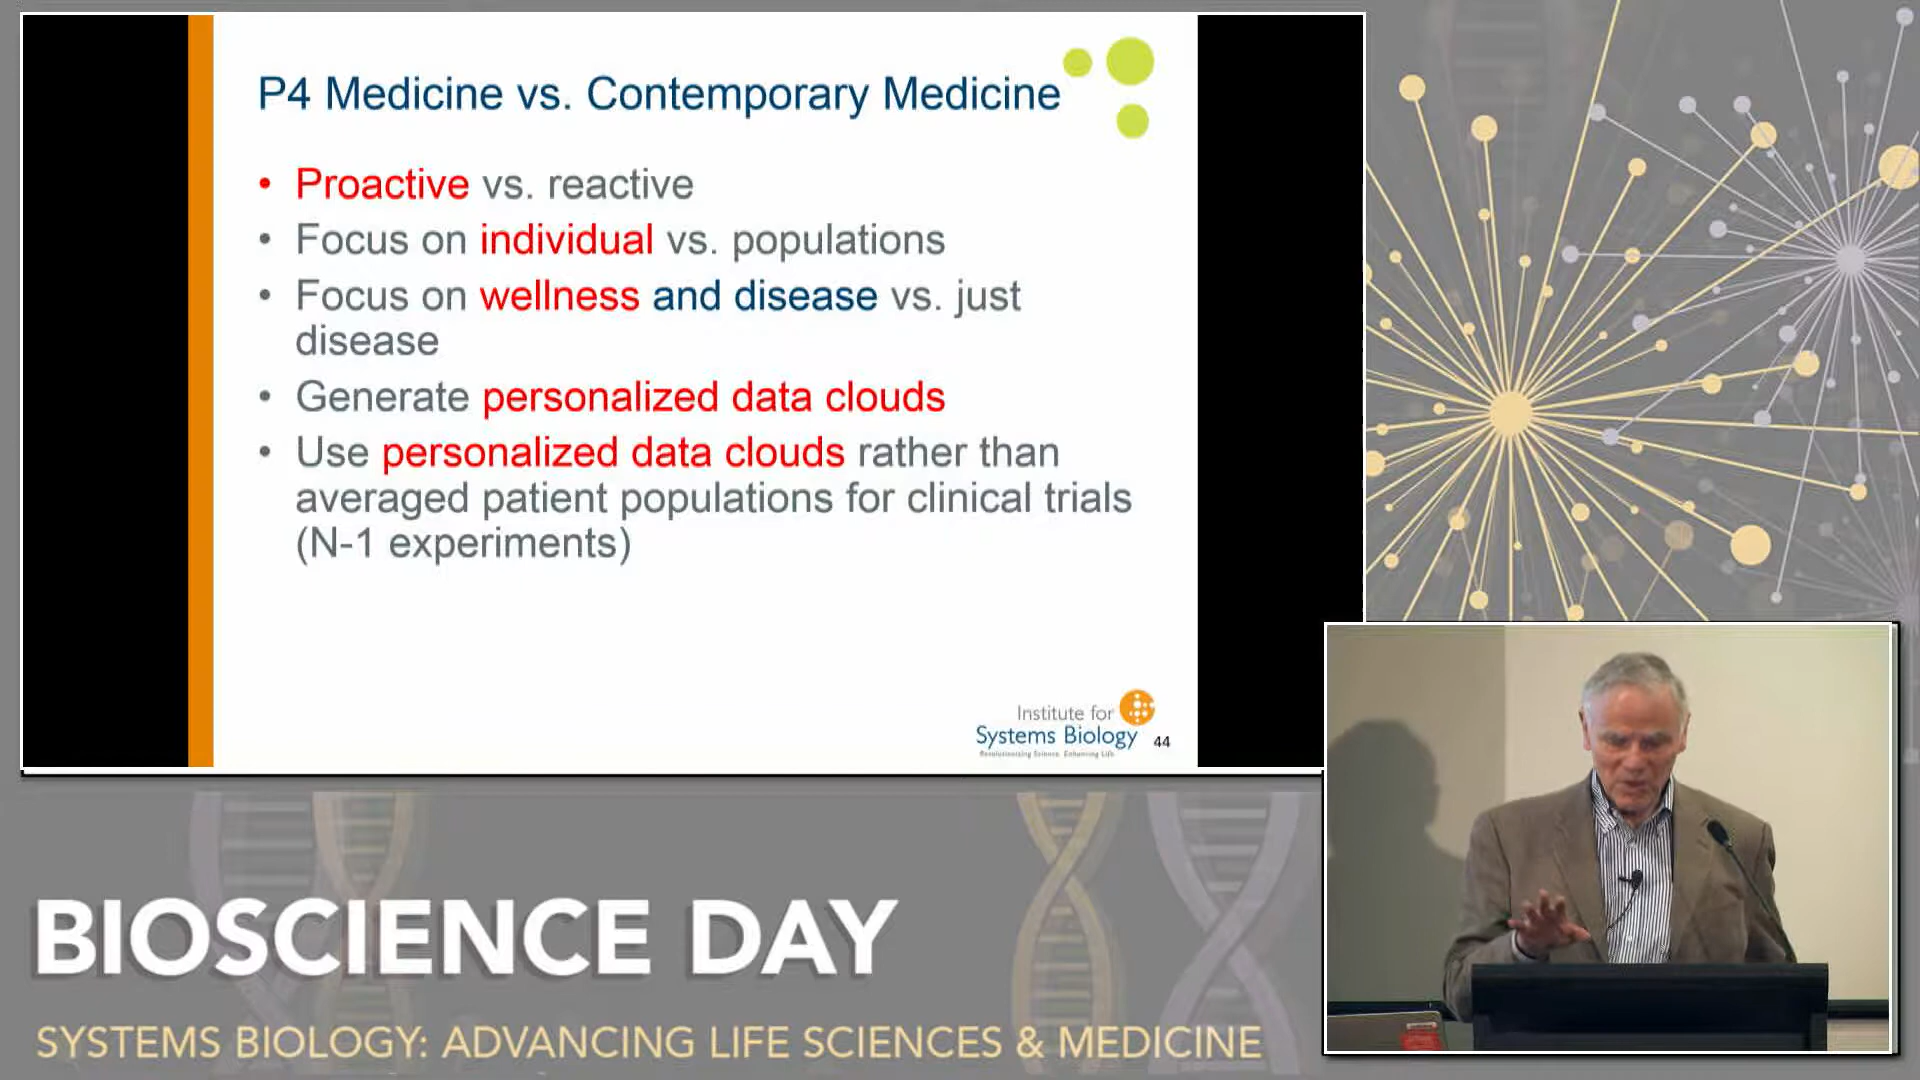 P4 Medicine vs. Contemporary Medicine
• Proactive vs. reactive
• Focus on individual vs. populations
• Focus on wellness and disease vs. just
disease
• Generate personalized data clouds
• Use personalized data clouds rather than
averaged patient populations for clinical trials
(N-1 experiments)
Institute for
Systems Biology
Revolutionizing Science. Enhancing Life.
44
BIOSCIENCE DAY
SYSTEMS BIOLOGY: ADVANCING LIFE SCIENCES & MEDICINE